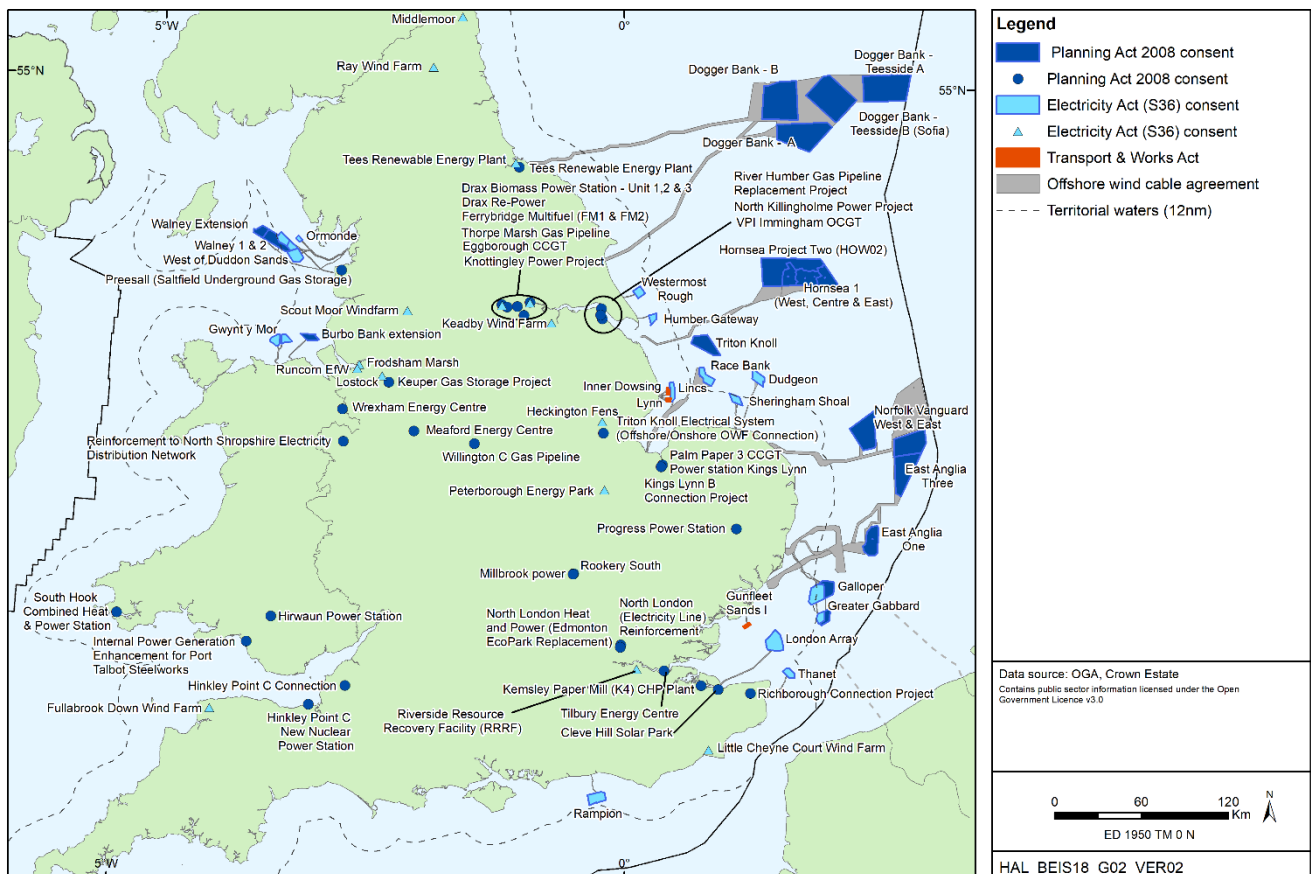 5°W
0°
55°N
55°N
Middlemoor
Ray Wind Farm
Dogger Bank - B
Dogger Bank -
Teesside A
Dogger Bank -
Teesside B (Sofia)
Dogger Bank - A
Tees Renewable Energy Plant
Tees Renewable Energy Plant
Drax Biomass Power Station - Unit 1,2 & 3
Drax Re-Power
Ferrybridge Multifuel (FM1 & FM2)
Thorpe Marsh Gas Pipeline
Eggborough CCGT
Knottingley Power Project
River Humber Gas Pipeline
Replacement Project
North Killingholme Power Project
VPI Immingham OCGT
Walney Extension
Ormonde
Walney 1 & 2
West of Duddon Sands
Preesall (Saltfield Underground Gas Storage)
Hornsea Project Two (HOW02)
Hornsea 1
(West, Centre & East)
Westermost
Rough
Scout Moor Windfarm
Keadby Wind Farm
Humber Gateway
Gwynt y Mor
Burbo Bank extension
Triton Knoll
Frodsham Marsh
Runcorn EfW
Lostock
Keuper Gas Storage Project
Race Bank
Inner Dowsing
Lincs
Lynn
Dudgeon
Sheringham Shoal
Wrexham Energy Centre
Heckington Fens
Triton Knoll Electrical System
(Offshore/Onshore OWF Connection)
Norfolk Vanguard
West & East
Reinforcement to North Shropshire Electricity
Distribution Network
Meaford Energy Centre
Willington C Gas Pipeline
Palm Paper 3 CCGT
Power station Kings Lynn
Kings Lynn B
Connection Project
East Anglia
Three
Peterborough Energy Park
Progress Power Station
East Anglia
One
Millbrook power
Rookery South
Galloper
Greater Gabbard
South Hook
Combined Heat
& Power Station
Hirwaun Power Station
North London Heat
and Power (Edmonton
EcoPark Replacement)
North London
(Electricity Line)
Reinforcement
Gunfleet
Sands I
Internal Power Generation
Enhancement for Port
Talbot Steelworks
London Array
Thanet
Hinkley Point C Connection
Kemsley Paper Mill (K4) CHP Plant
Richborough Connection Project
Fullabrook Down Wind Farm
Hinkley Point C
New Nuclear
Power Station
Riverside Resource
Recovery Facility (RRRF)
Tilbury Energy Centre
Cleve Hill Solar Park
Little Cheyne Court Wind Farm
Rampion
5°W
0°
Legend
Planning Act 2008 consent
Planning Act 2008 consent
Electricity Act (S36) consent
Electricity Act (S36) consent
Transport & Works Act
Offshore wind cable agreement
Territorial waters (12nm)
Data source: OGA, Crown Estate
Contains public sector information licensed under the Open
Government Licence v3.0
0 60 120
Km
N
ED 1950 TM 0 N
HAL_BEIS18_G02_VER02